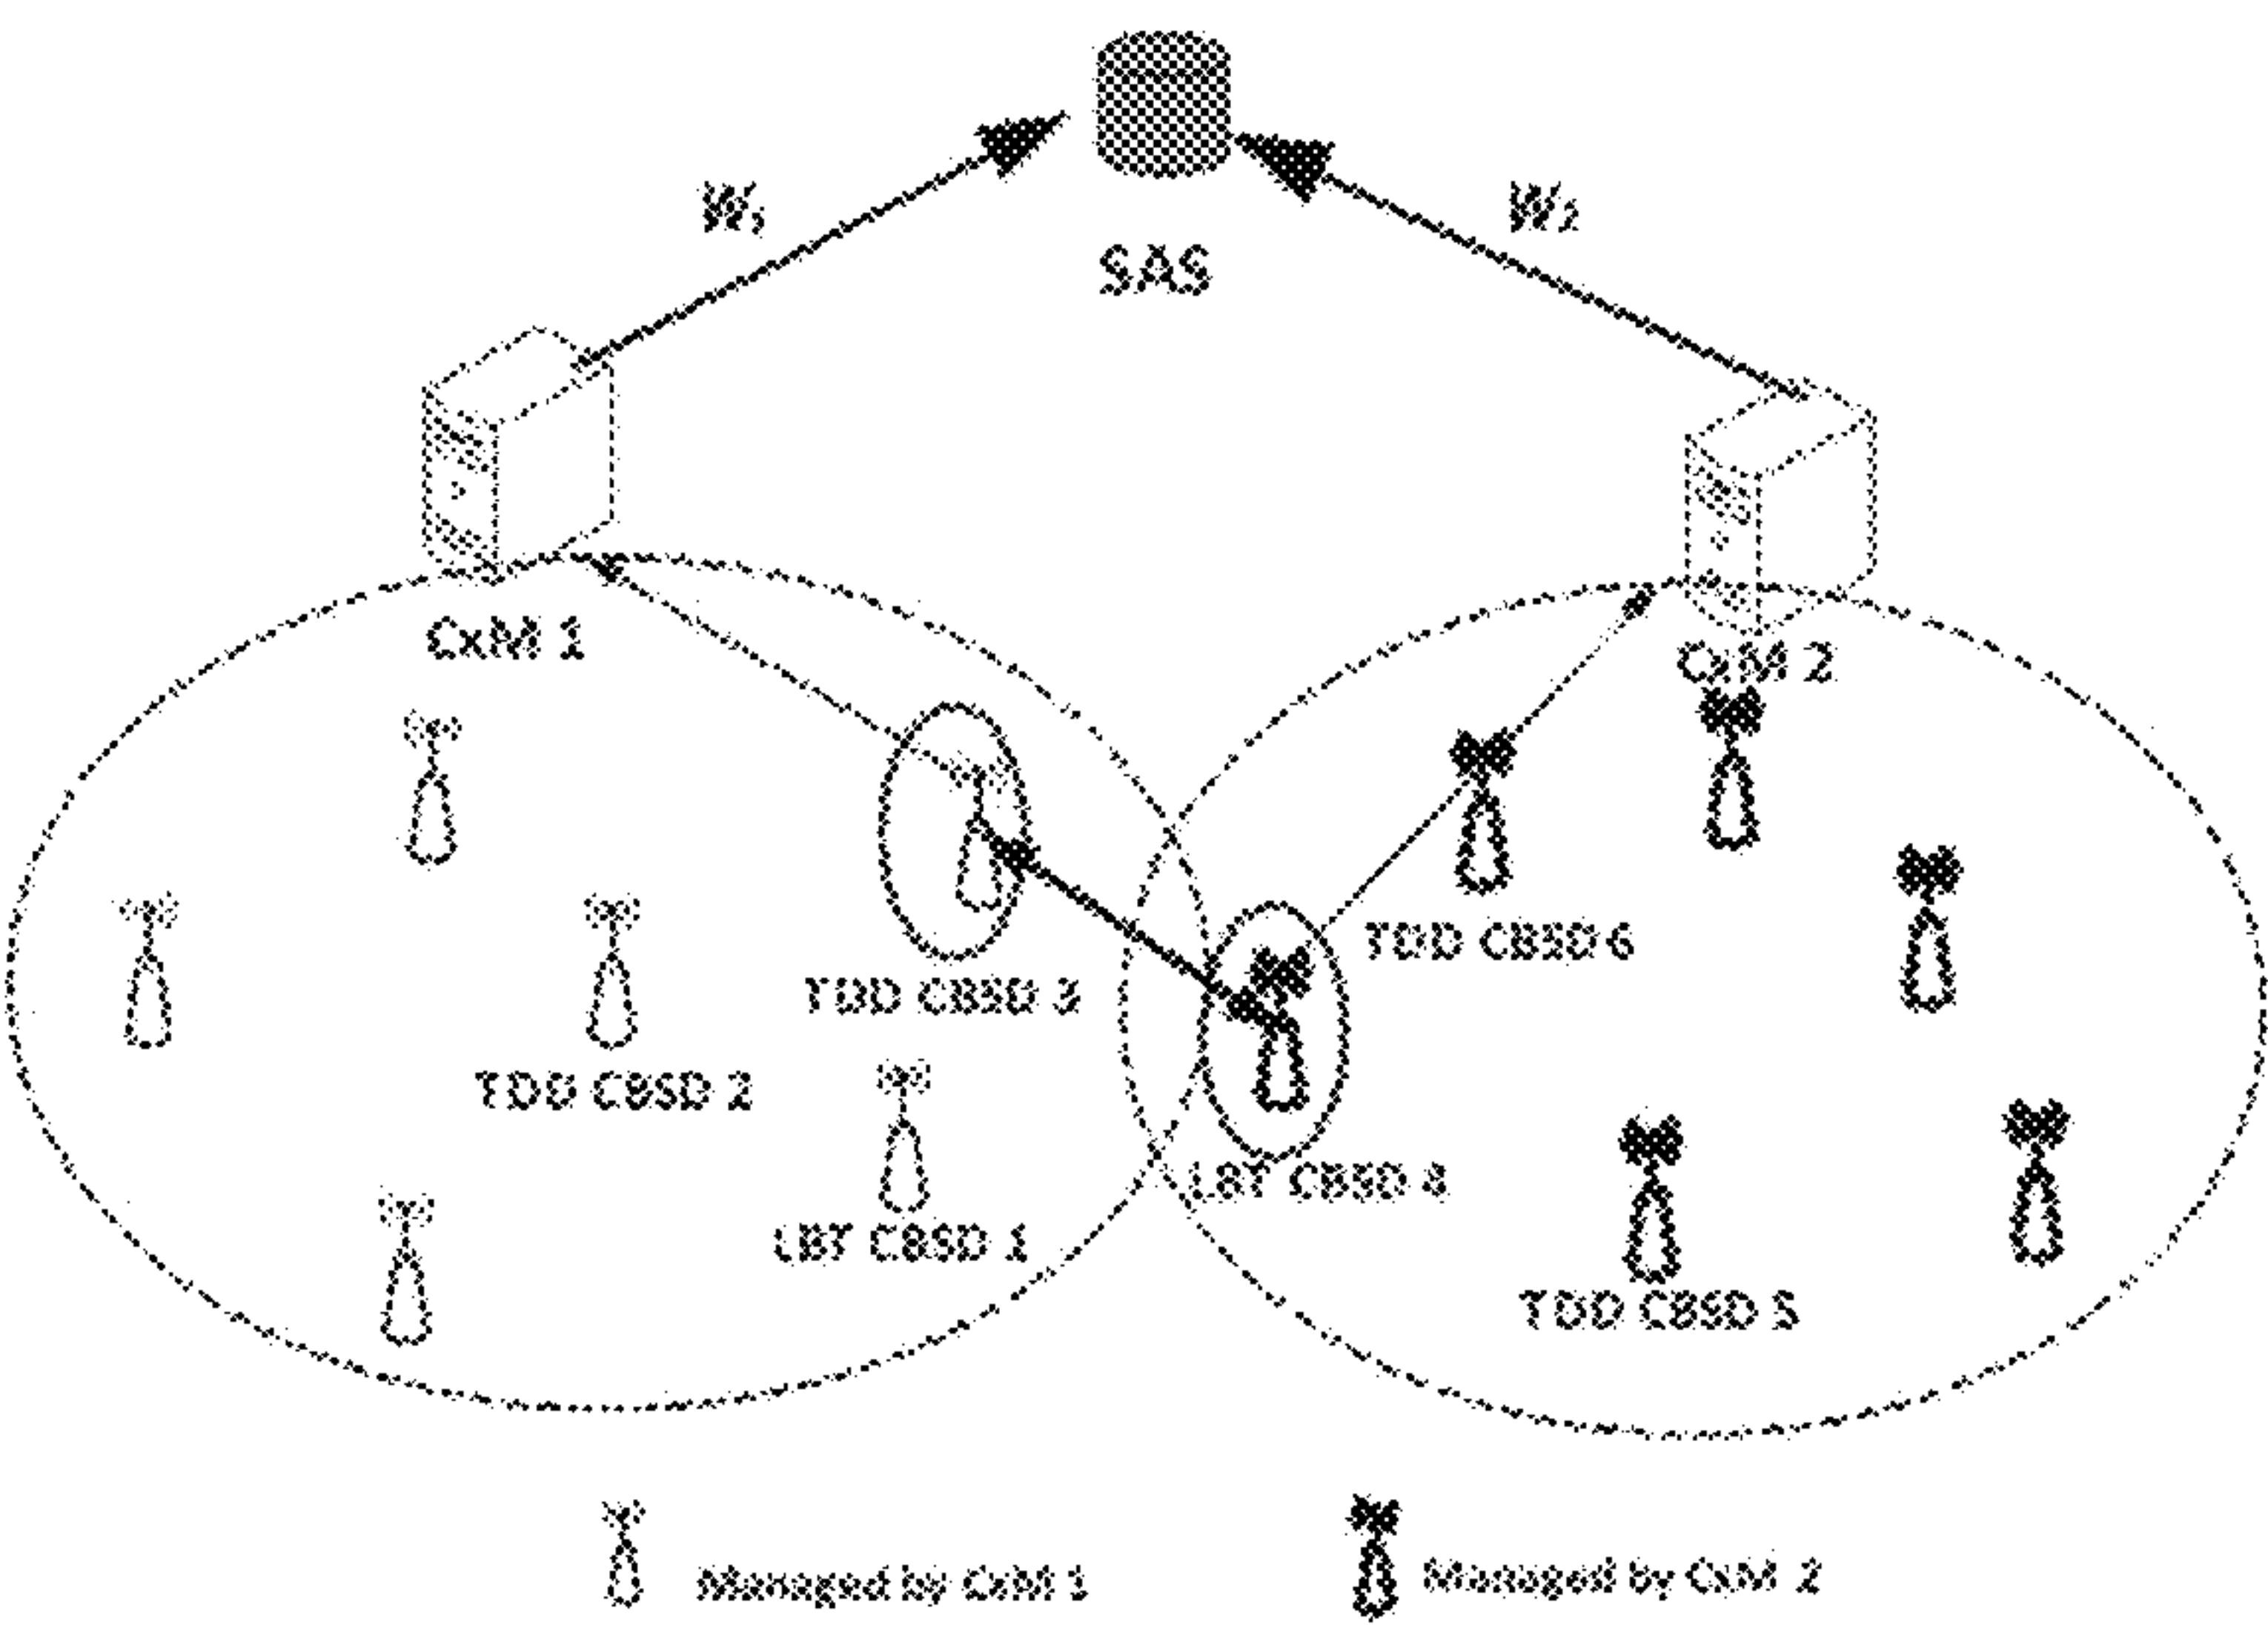 W₁
W₂
SAS
CxM 1
CxM 2
TDD CBSD 6
TDD CBSD 3
TDD CBSD 2
LBT CBSD 4
LBT CBSD 1
TDD CBSD 5
Managed by CxM 1
Managed by CxM 2